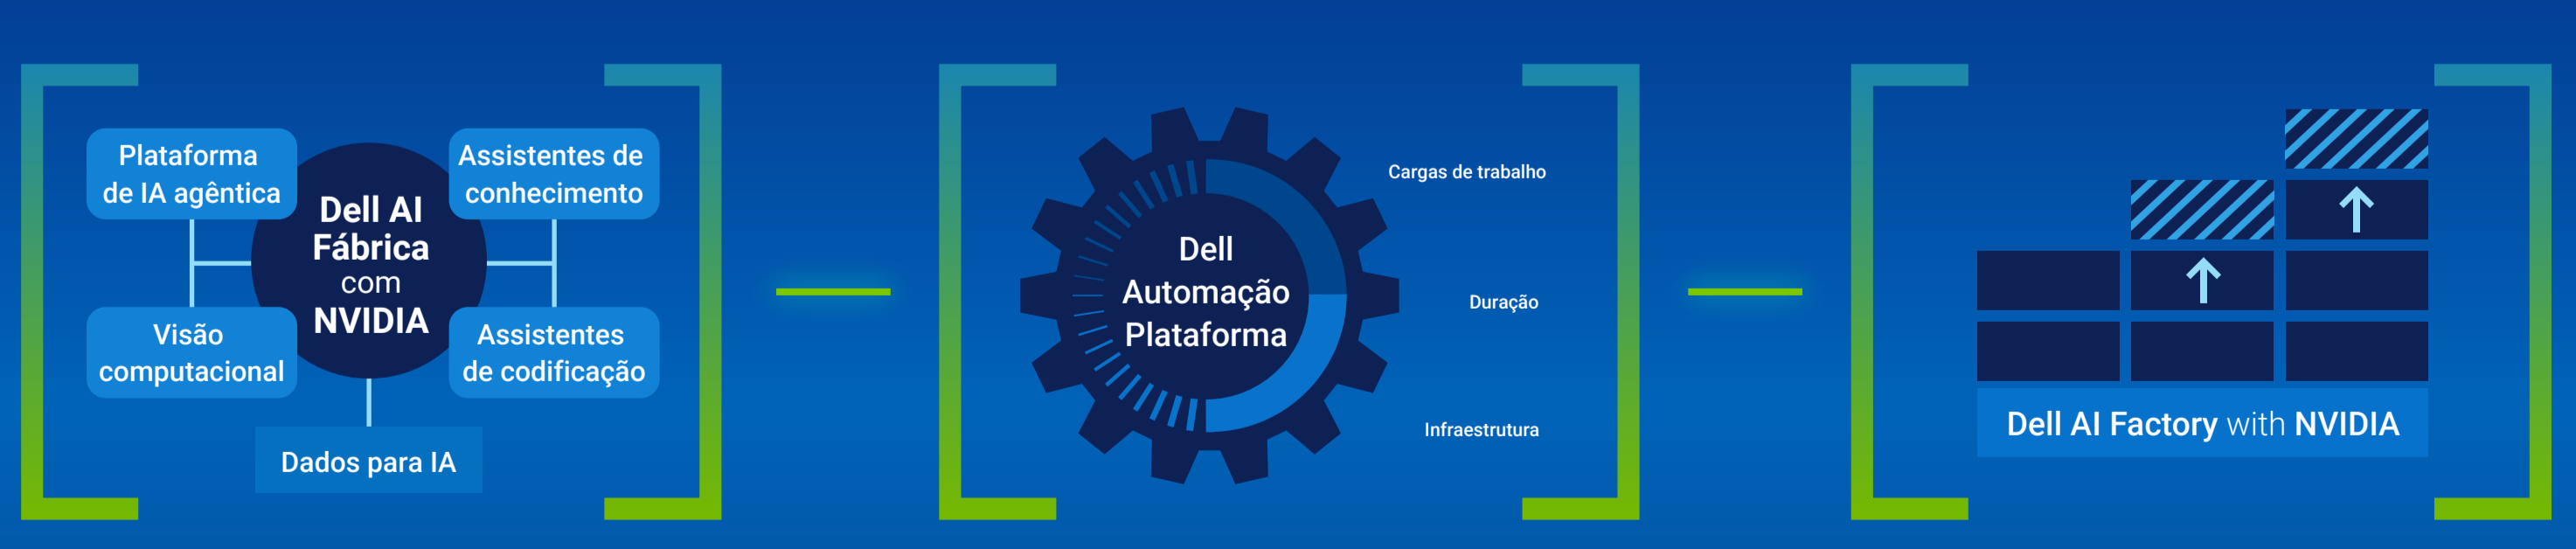 Plataforma
de IA agêntica
Assistentes de
conhecimento
Dell AI
Fábrica
com
NVIDIA
Visão
computacional
Assistentes
de codificação
Dados para IA
Dell
Automação
Plataforma
Cargas de trabalho
Duração
Infraestrutura
Dell AI Factory with NVIDIA